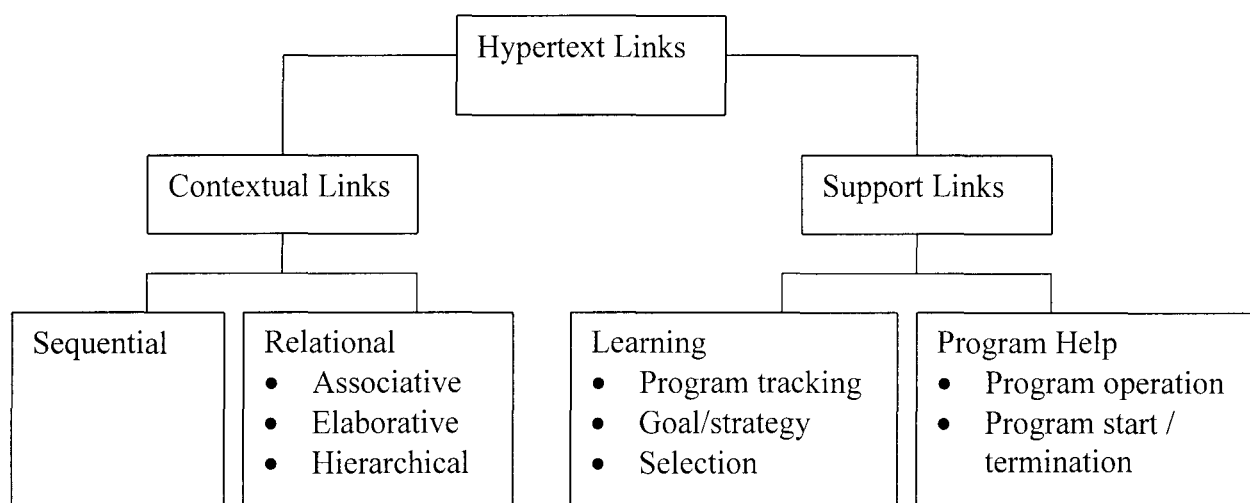 Hypertext Links
Contextual Links
Support Links
Sequential
Relational
• Associative
• Elaborative
• Hierarchical
Learning
• Program tracking
• Goal/strategy
• Selection
Program Help
• Program operation
• Program start /
termination